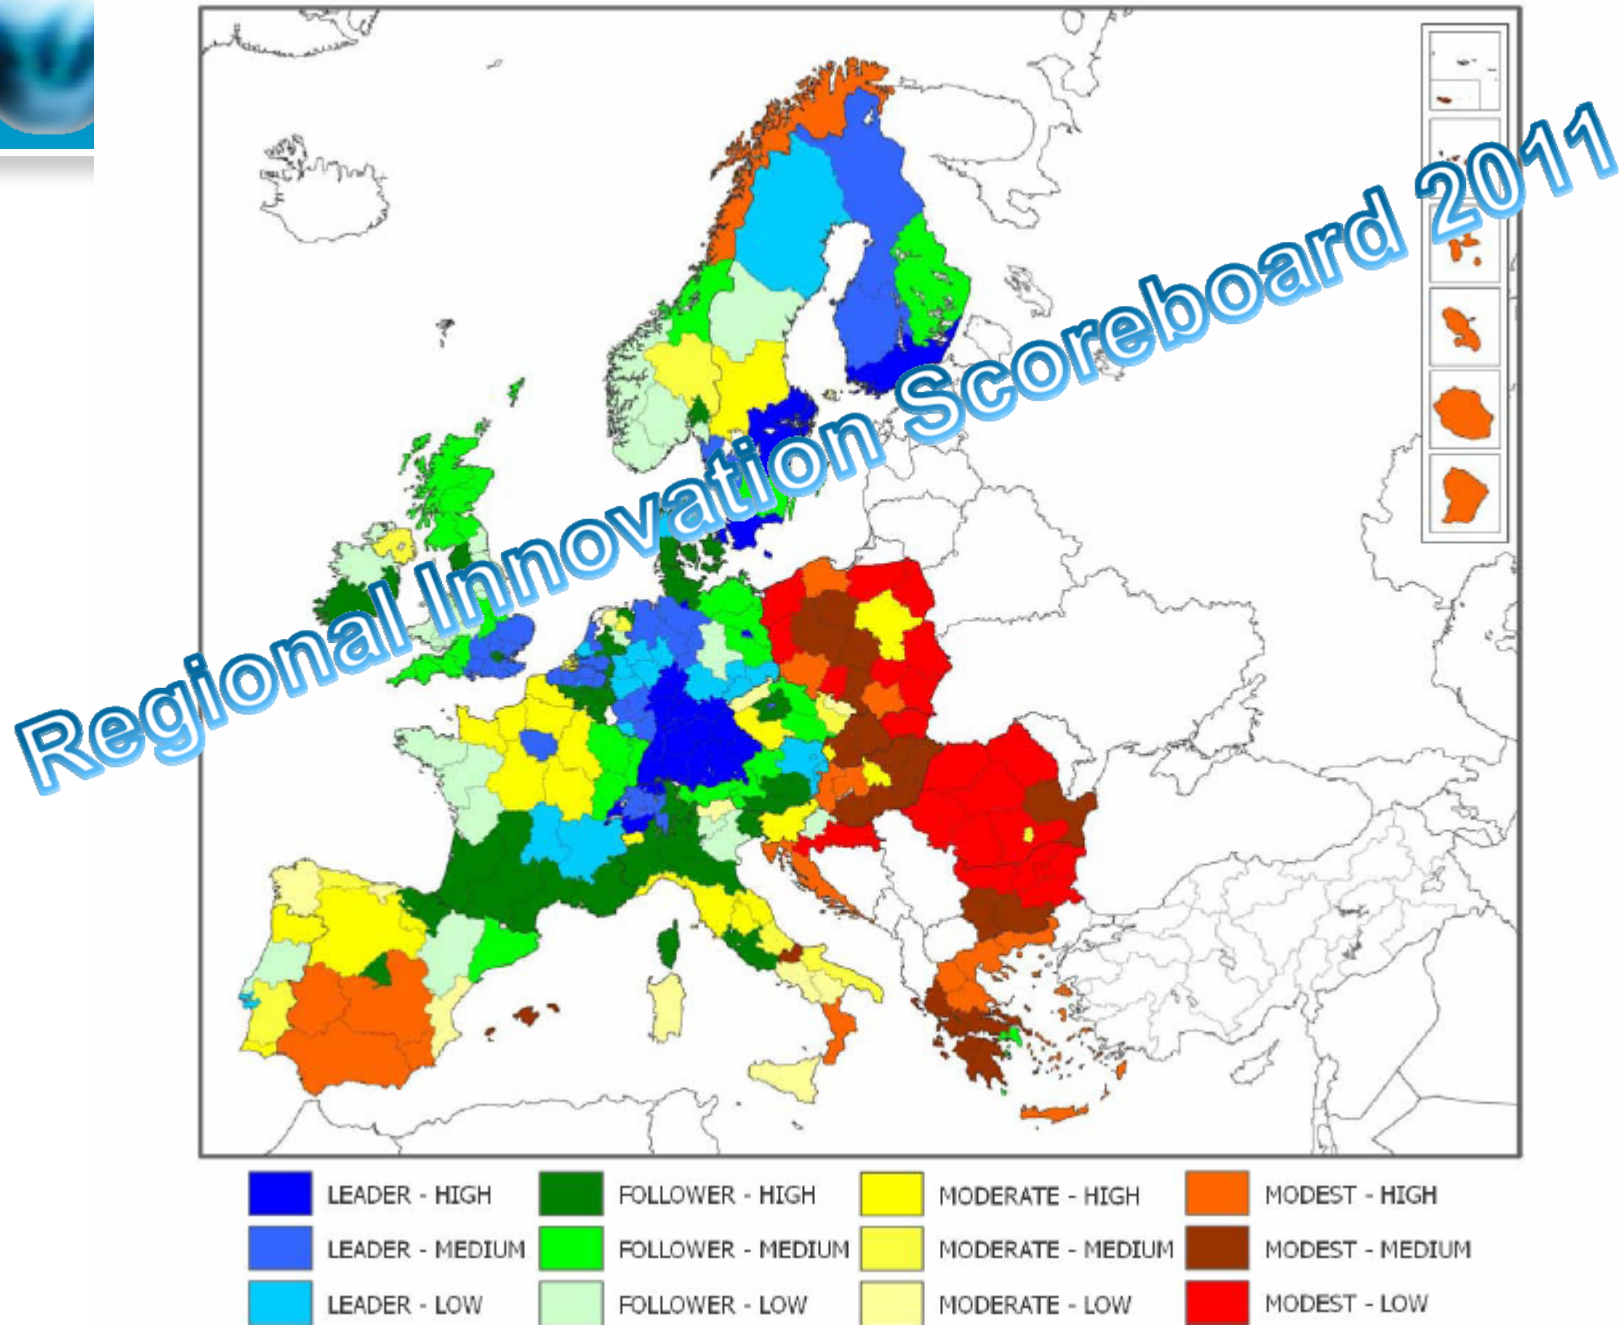 Regional Innovation Scoreboard 2011
LEADER - HIGH
FOLLOWER - HIGH
MODERATE - HIGH
MODEST - HIGH
LEADER - MEDIUM
FOLLOWER - MEDIUM
MODERATE - MEDIUM
MODEST - MEDIUM
LEADER - LOW
FOLLOWER - LOW
MODERATE - LOW
MODEST - LOW